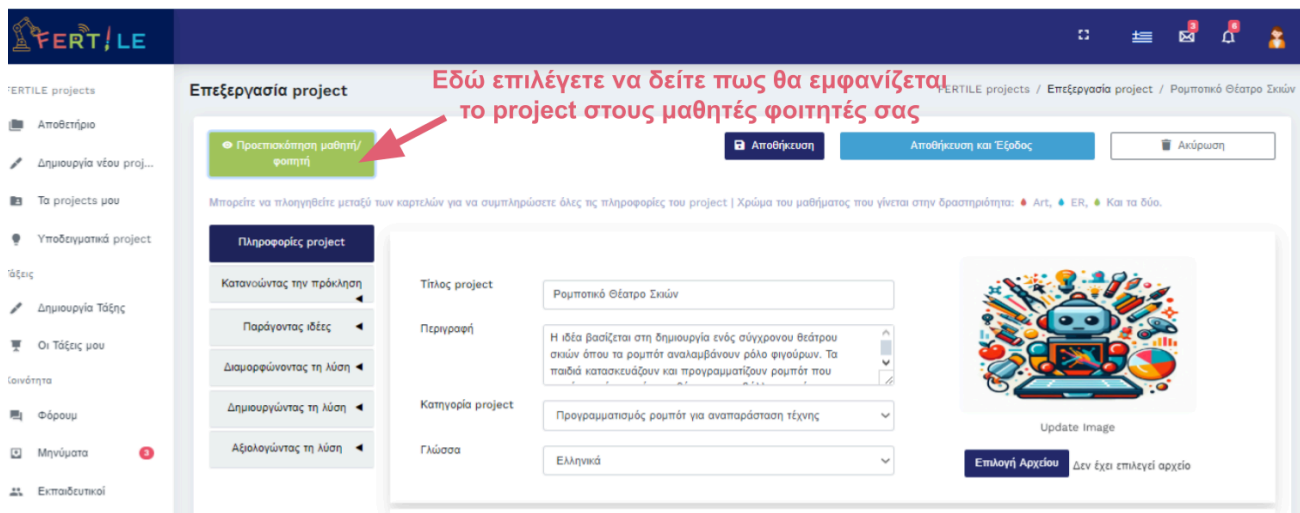 FERTILE
3
6
FERTILE projects
Αποθετήριο
Δημιουργία νέου proj...
Τα projects μου
Υποδειγματικά project
Τάξεις
Δημιουργία Τάξης
Οι Τάξεις μου
Κοινότητα
Φόρουμ
Μηνύματα 3
Εκπαιδευτικοί
Επεξεργασία project
Εδώ επιλέγετε να δείτε πως θα εμφανίζεται
το project στους μαθητές φοιτητές σας
FERTILE projects / Επεξεργασία project / Ρομποτικό Θέατρο Σκιών
Προεπισκόπηση μαθητή/
φοιτητή
Αποθήκευση
Αποθήκευση και Έξοδος
Ακύρωση
Μπορείτε να πλοηγηθείτε μεταξύ των καρτελών για να συμπληρώσετε όλες τις πληροφορίες του project | Χρώμα του μαθήματος που γίνεται στην δραστηριότητα: Art, ER, Και τα δύο.
Πληροφορίες project
Κατανοώντας την πρόκληση
Παράγοντας ιδέες
Διαμορφώνοντας τη λύση
Δημιουργώντας τη λύση
Αξιολογώντας τη λύση
Τίτλος project
Ρομποτικό Θέατρο Σκιών
Περιγραφή
Η ιδέα βασίζεται στη δημιουργία ενός σύγχρονου θεάτρου
σκιών όπου τα ρομπότ αναλαμβάνουν ρόλο φιγούρων. Τα
παιδιά κατασκευάζουν και προγραμματίζουν ρομπότ που
Κατηγορία project
Προγραμματισμός ρομπότ για αναπαράσταση τέχνης
Γλώσσα
Ελληνικά
Update Image
Επιλογή Αρχείου Δεν έχει επιλεγεί αρχείο